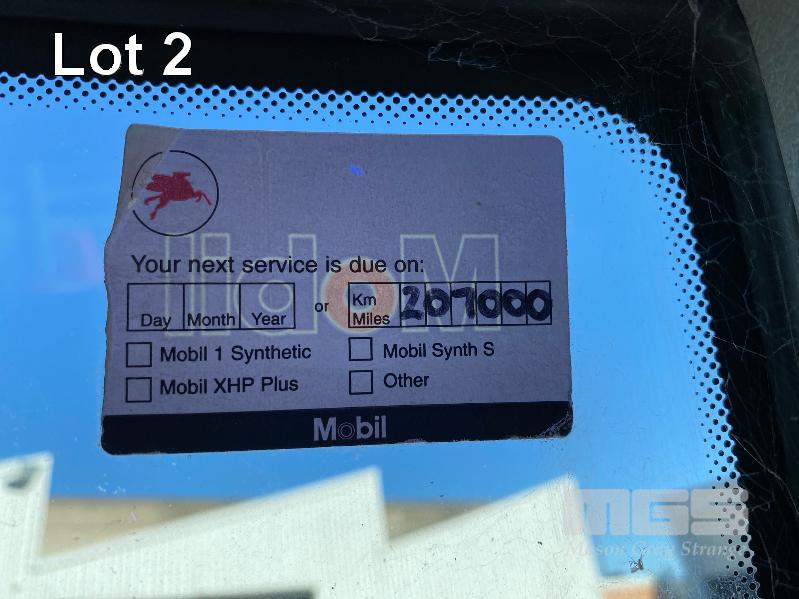 Lot 2
Your next service is due on:
Day Month Year or Km Miles 207000
Mobil 1 Synthetic Mobil Synth S
Mobil XHP Plus Other
Mobil
Mobil
MGS
Mason Gray Strange